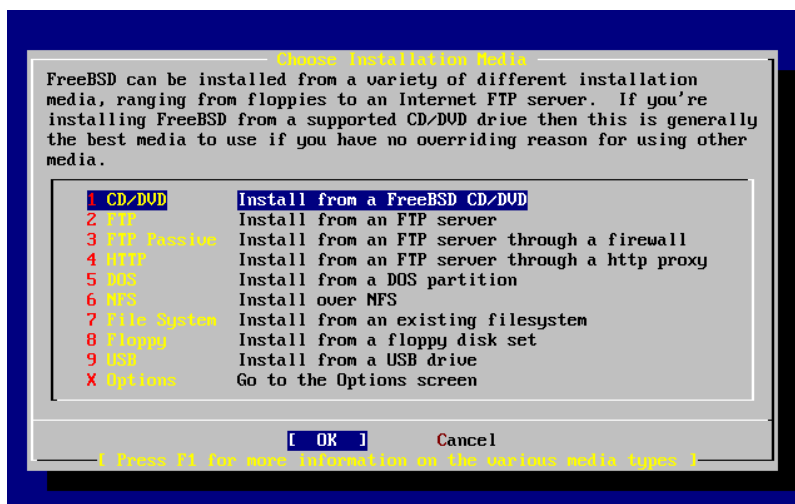 Choose Installation Media
FreeBSD can be installed from a variety of different installation
media, ranging from floppies to an Internet FTP server.  If you're
installing FreeBSD from a supported CD/DVD drive then this is generally
the best media to use if you have no overriding reason for using other
media.
1 CD/DVD Install from a FreeBSD CD/DVD
2 FTP Install from an FTP server
3 FTP Passive Install from an FTP server through a firewall
4 HTTP Install from an FTP server through a http proxy
5 DOS Install from a DOS partition
6 NFS Install over NFS
7 File System Install from an existing filesystem
8 Floppy Install from a floppy disk set
9 USB Install from a USB drive
X Options Go to the Options screen
[ OK ] Cancel
[ Press F1 for more information on the various media types ]